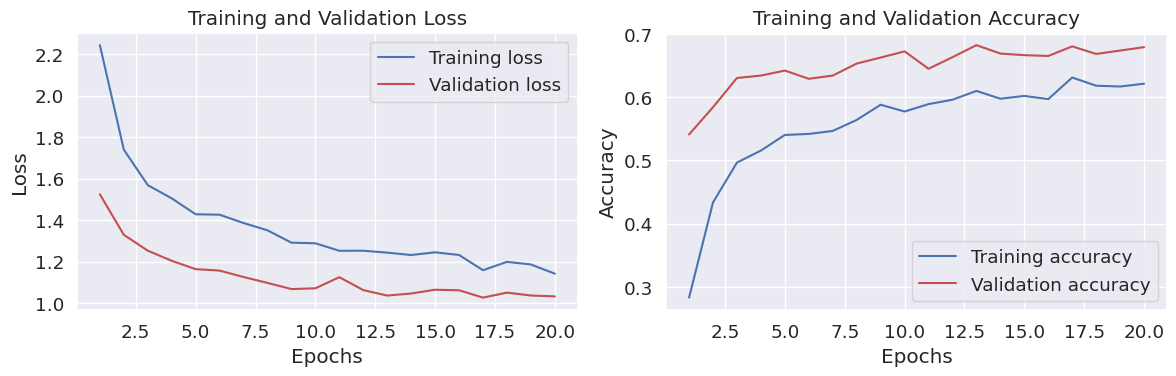 Training and Validation Loss
2.2
2.0
1.8
1.6
1.4
1.2
1.0
Loss
Training loss
Validation loss
2.5 5.0 7.5 10.0 12.5 15.0 17.5 20.0
Epochs
Training and Validation Accuracy
0.7
0.6
0.5
0.4
0.3
Accuracy
Training accuracy
Validation accuracy
2.5 5.0 7.5 10.0 12.5 15.0 17.5 20.0
Epochs